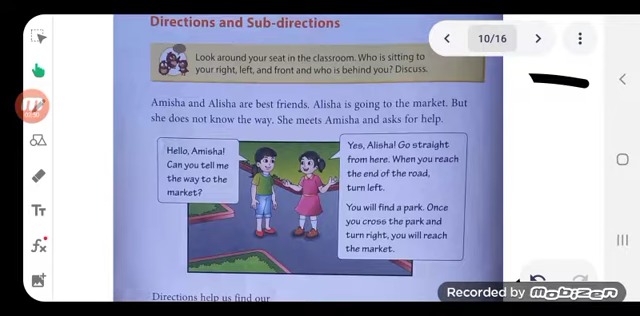 Directions and Sub-directions
10/16
Look around your seat in the classroom. Who is sitting to
your right, left, and front and who is behind you? Discuss.
Amisha and Alisha are best friends. Alisha is going to the market. But
she does not know the way. She meets Amisha and asks for help.
Hello, Amisha!
Can you tell me
the way to the
market?
Yes, Alisha! Go straight
from here. When you reach
the end of the road,
turn left.
You will find a park. Once
you cross the park and
turn right, you will reach
the market.
Directions help us find our
Tт
fx
Recorded by Mobizen